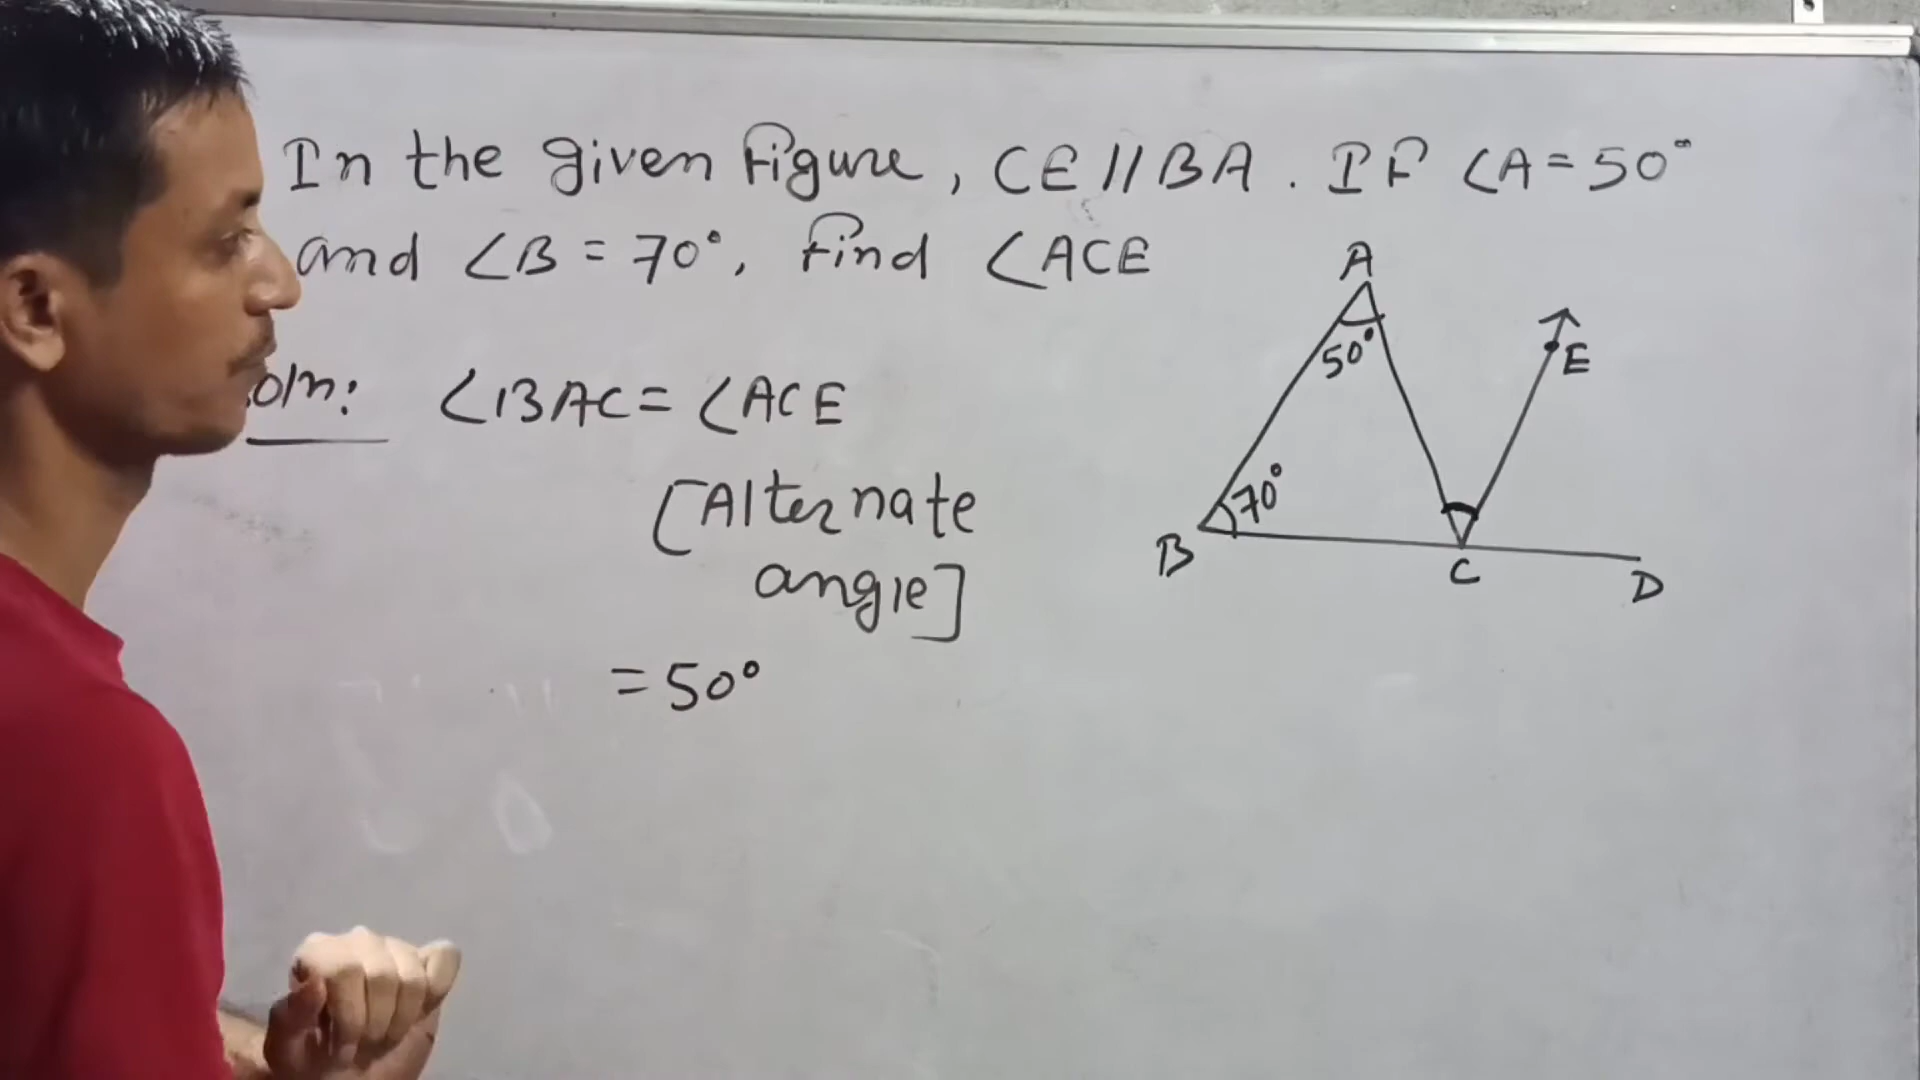 In the given Figure, CE//BA. IF ∠A=50°
and ∠B=70°, Find ∠ACE
∠BAC=∠ACE
[Alternate
angle]
=50°
A
50°
E
70°
B
C
D